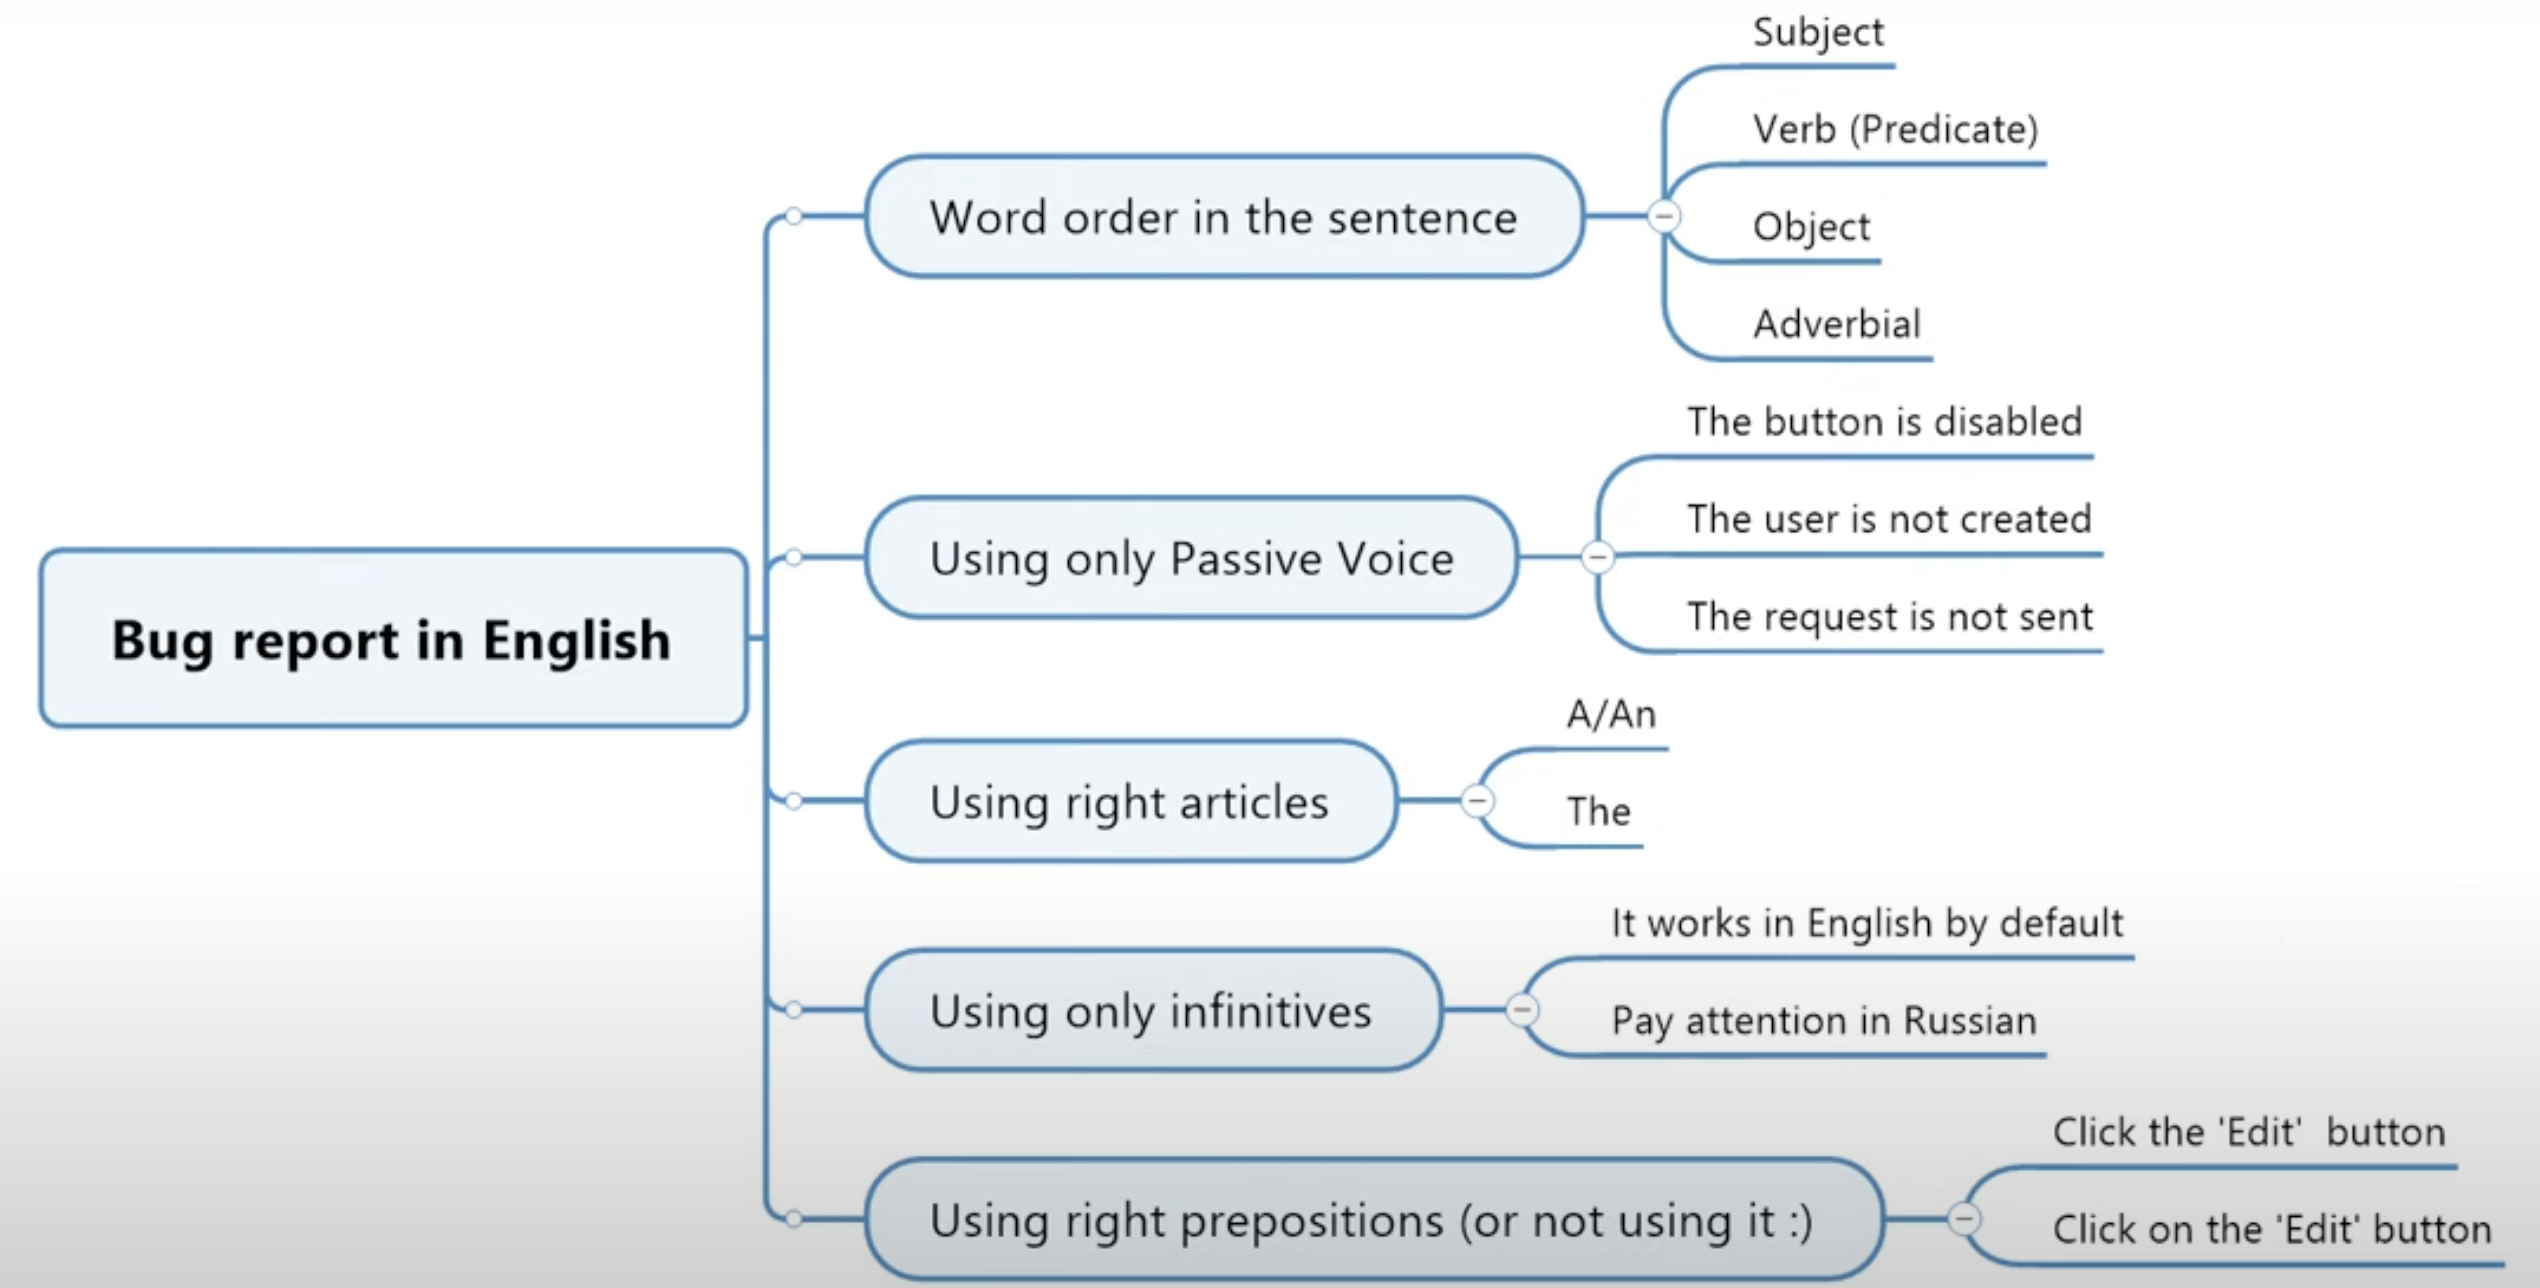 Bug report in English
Word order in the sentence
Subject
Verb (Predicate)
Object
Adverbial
Using only Passive Voice
The button is disabled
The user is not created
The request is not sent
Using right articles
A/An
The
Using only infinitives
It works in English by default
Pay attention in Russian
Using right prepositions (or not using it :)
Click the 'Edit'  button
Click on the 'Edit' button